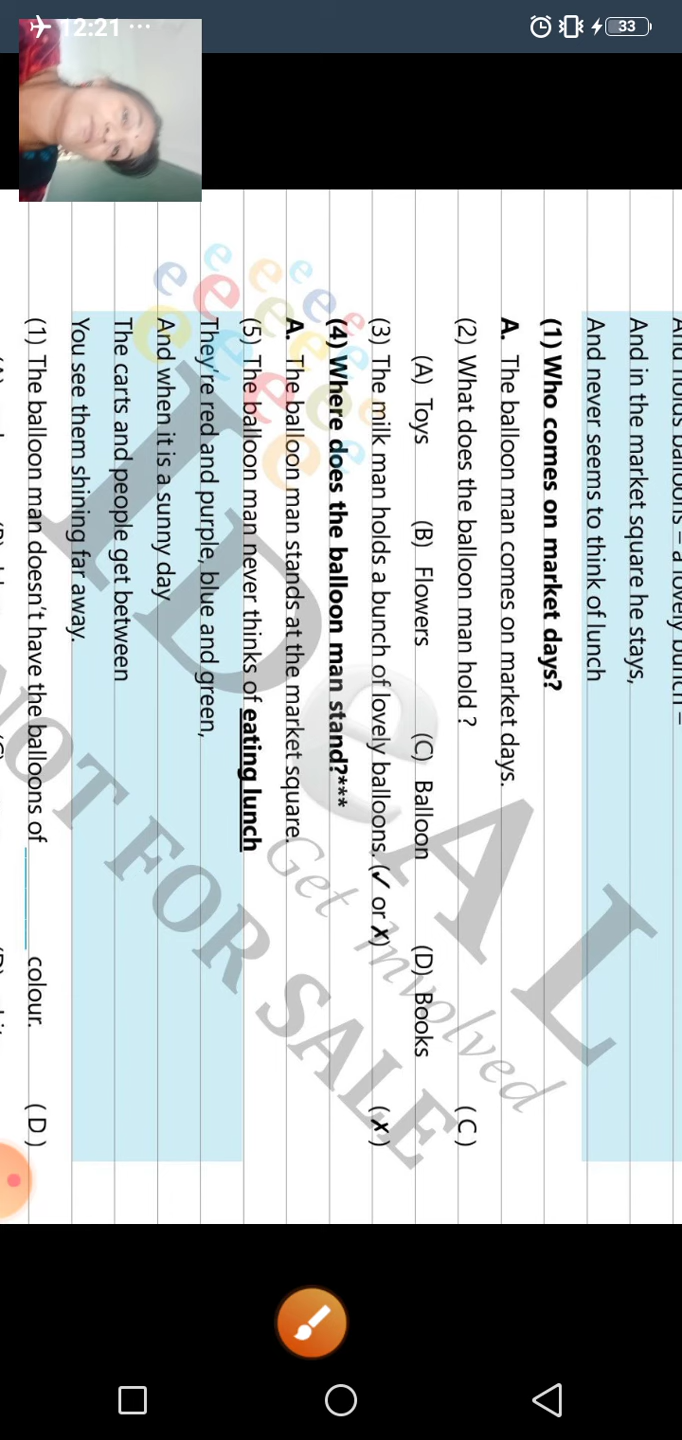 12:21 ...
33
And in the market square he stays,
And never seems to think of lunch
(1) Who comes on market days?
A. The balloon man comes on market days.
(2) What does the balloon man hold ? (C)
(A) Toys (B) Flowers (C) Balloon (D) Books
(3) The milk man holds a bunch of lovely balloons. (✓ or X) (X)
(4) Where does the balloon man stand?***
A. The balloon man stands at the market square.
(5) The balloon man never thinks of eating lunch
They're red and purple, blue and green,
And when it is a sunny day
The carts and people get between
You see them shining far away.
(1) The balloon man doesn't have the balloons of ________ colour. (D)
IDeAL
Get involved
NOT FOR SALE